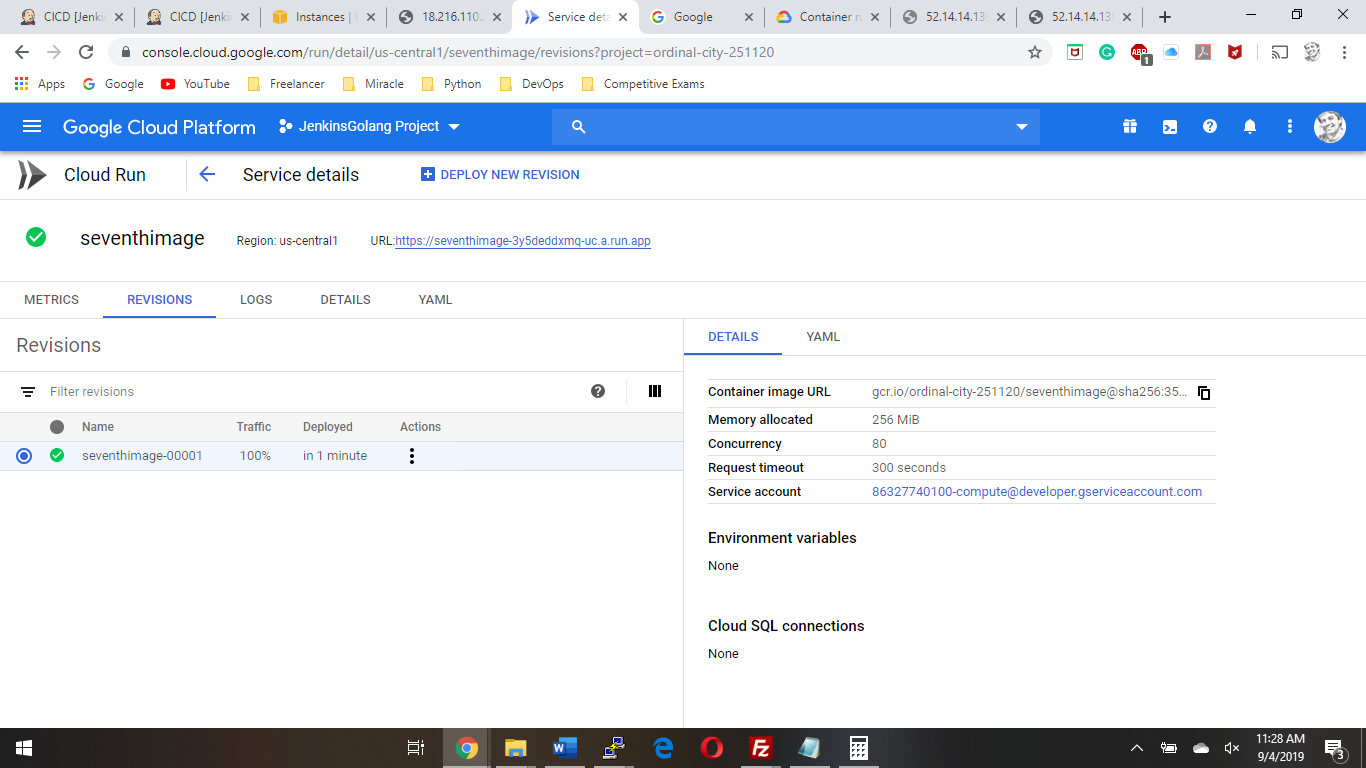 CICD [Jenki
CICD [Jenkin
Instances |
18.216.110.
Service deta
Google
Container r
52.14.14.13
52.14.14.13
console.cloud.google.com/run/detail/us-central1/seventhimage/revisions?project=ordinal-city-251120
ABP
1
Apps
Google
YouTube
Freelancer
Miracle
Python
DevOps
Competitive Exams
Google Cloud Platform
JenkinsGolang Project
Cloud Run
Service details
DEPLOY NEW REVISION
seventhimage
Region: us-central1
URL:https://seventhimage-3y5deddxmq-uc.a.run.app
METRICS
REVISIONS
LOGS
DETAILS
YAML
Revisions
Filter revisions
Name
Traffic
Deployed
Actions
seventhimage-00001
100%
in 1 minute
DETAILS
YAML
Container image URL
gcr.io/ordinal-city-251120/seventhimage@sha256:35...
Memory allocated
256 MiB
Concurrency
80
Request timeout
300 seconds
Service account
86327740100-compute@developer.gserviceaccount.com
Environment variables
None
Cloud SQL connections
None
11:28 AM
9/4/2019
3